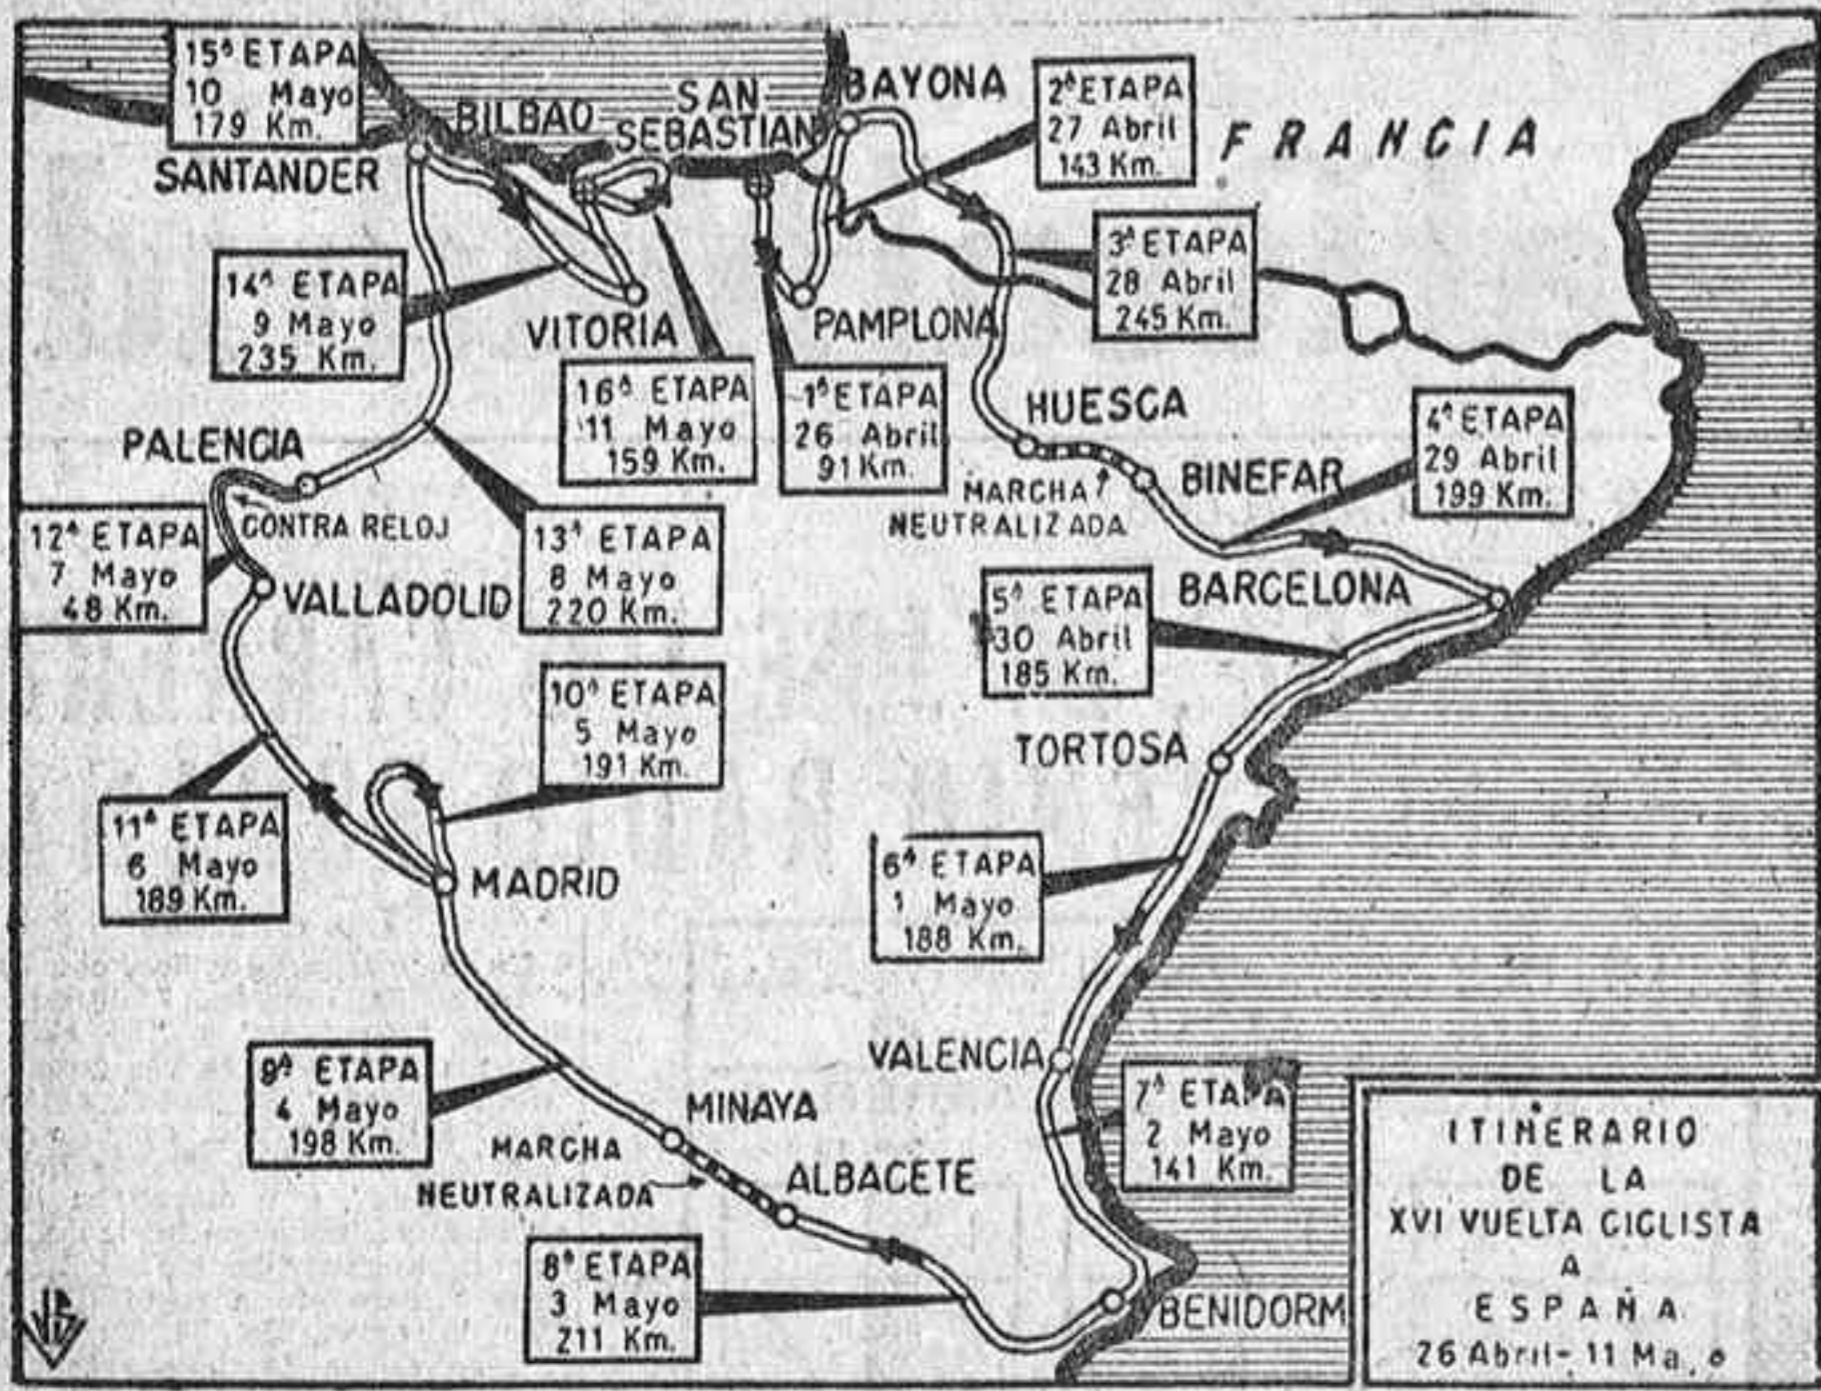 15ª ETAPA
10 Mayo
179 Km.
BILBAO
SAN
SEBASTIAN
BAYONA
2ª ETAPA
27 Abril
143 Km.
FRANCIA
SANTANDER
14ª ETAPA
9 Mayo
235 Km.
VITORIA
PAMPLONA
3ª ETAPA
28 Abril
245 Km.
16ª ETAPA
11 Mayo
159 Km.
1ª ETAPA
26 Abril
91 Km.
HUESCA
4ª ETAPA
29 Abril
199 Km.
PALENCIA
MARCHA
NEUTRALIZADA
BINEFAR
CONTRA RELOJ
12ª ETAPA
7 Mayo
48 Km.
VALLADOLID
13ª ETAPA
8 Mayo
220 Km.
5ª ETAPA
30 Abril
185 Km.
BARCELONA
10ª ETAPA
5 Mayo
191 Km.
TORTOSA
11ª ETAPA
6 Mayo
189 Km.
MADRID
6ª ETAPA
1 Mayo
188 Km.
VALENCIA
9ª ETAPA
4 Mayo
198 Km.
MINAYA
MARCHA
NEUTRALIZADA
ALBACETE
7ª ETAPA
2 Mayo
141 Km.
8ª ETAPA
3 Mayo
211 Km.
BENIDORM
ITINERARIO
DE LA
XVI VUELTA CICLISTA
A
ESPAÑA
26 Abril - 11 Ma o